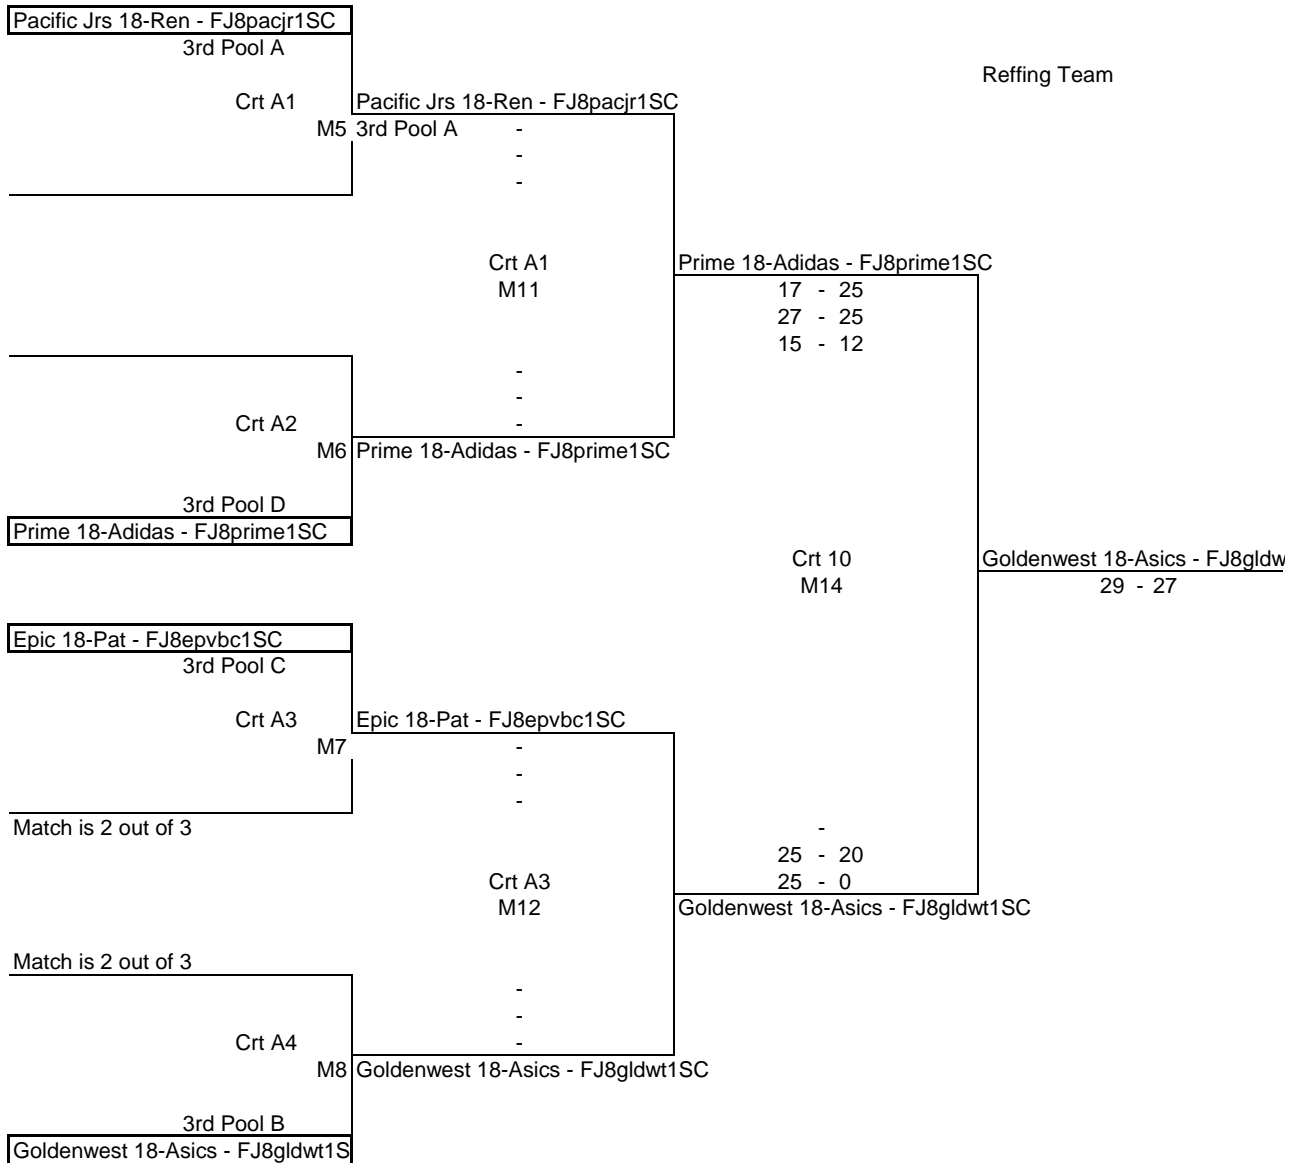 Pacific Jrs 18-Ren - FJ8pacjr1SC
3rd Pool A
Reffing Team
Crt A1
Pacific Jrs 18-Ren - FJ8pacjr1SC
M5 3rd Pool A -
-
-
Crt A1
Prime 18-Adidas - FJ8prime1SC
M11
17 - 25
27 - 25
15 - 12
-
-
Crt A2
-
M6 Prime 18-Adidas - FJ8prime1SC
3rd Pool D
Prime 18-Adidas - FJ8prime1SC
Crt 10
Goldenwest 18-Asics - FJ8gldw
M14
29 - 27
Epic 18-Pat - FJ8epvbc1SC
3rd Pool C
Crt A3
Epic 18-Pat - FJ8epvbc1SC
M7 -
-
-
Match is 2 out of 3
-
25 - 20
Crt A3
25 - 0
M12
Goldenwest 18-Asics - FJ8gldwt1SC
Match is 2 out of 3
-
-
Crt A4
-
M8 Goldenwest 18-Asics - FJ8gldwt1SC
3rd Pool B
Goldenwest 18-Asics - FJ8gldwt1S